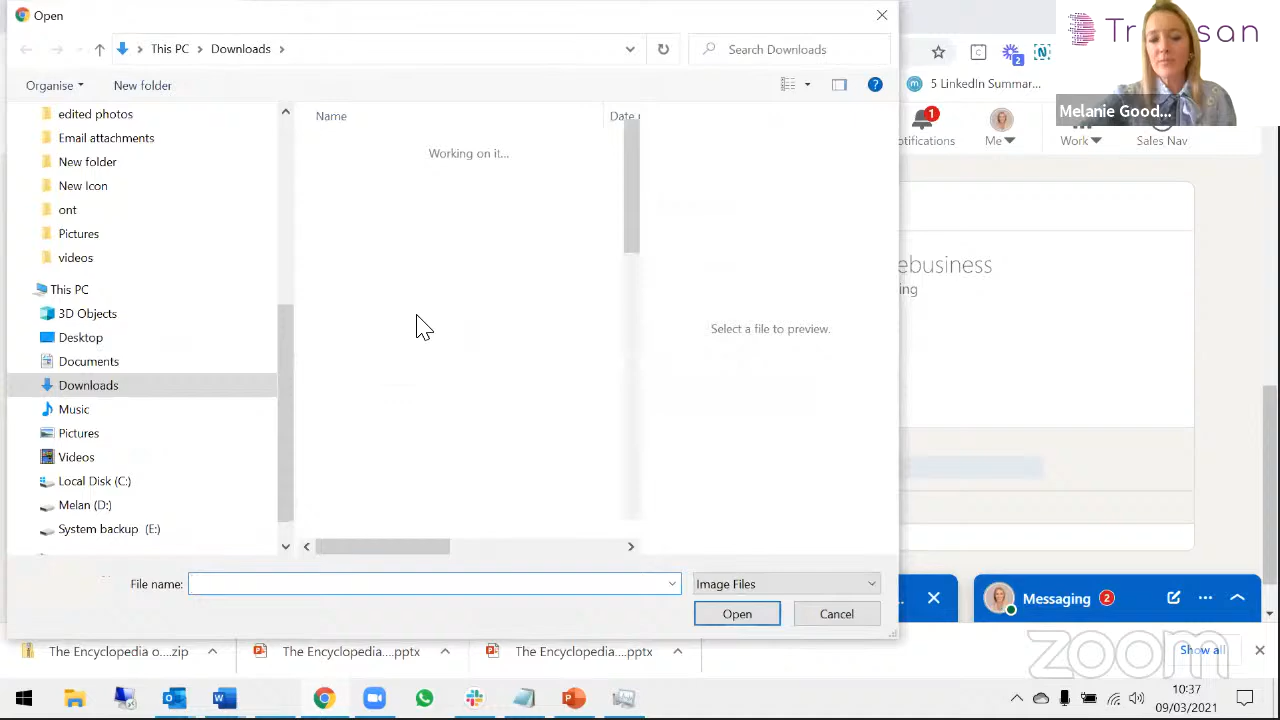 Open
This PC
Downloads
Search Downloads
Organise
New folder
edited photos
Email attachments
New folder
New Icon
ont
Pictures
videos
This PC
3D Objects
Desktop
Documents
Downloads
Music
Pictures
Videos
Local Disk (C:)
Melan (D:)
System backup (E:)
Name
Date
Working on it...
Select a file to preview.
File name:
Image Files
Open
Cancel
5 LinkedIn Summar...
2
Melanie Good...
1
otifications
Me
Work
Sales Nav
ebusiness
ing
Messaging
2
The Encyclopedia o....zip
The Encyclopedia....pptx
The Encyclopedia....pptx
Show all
zoom
10:37
09/03/2021